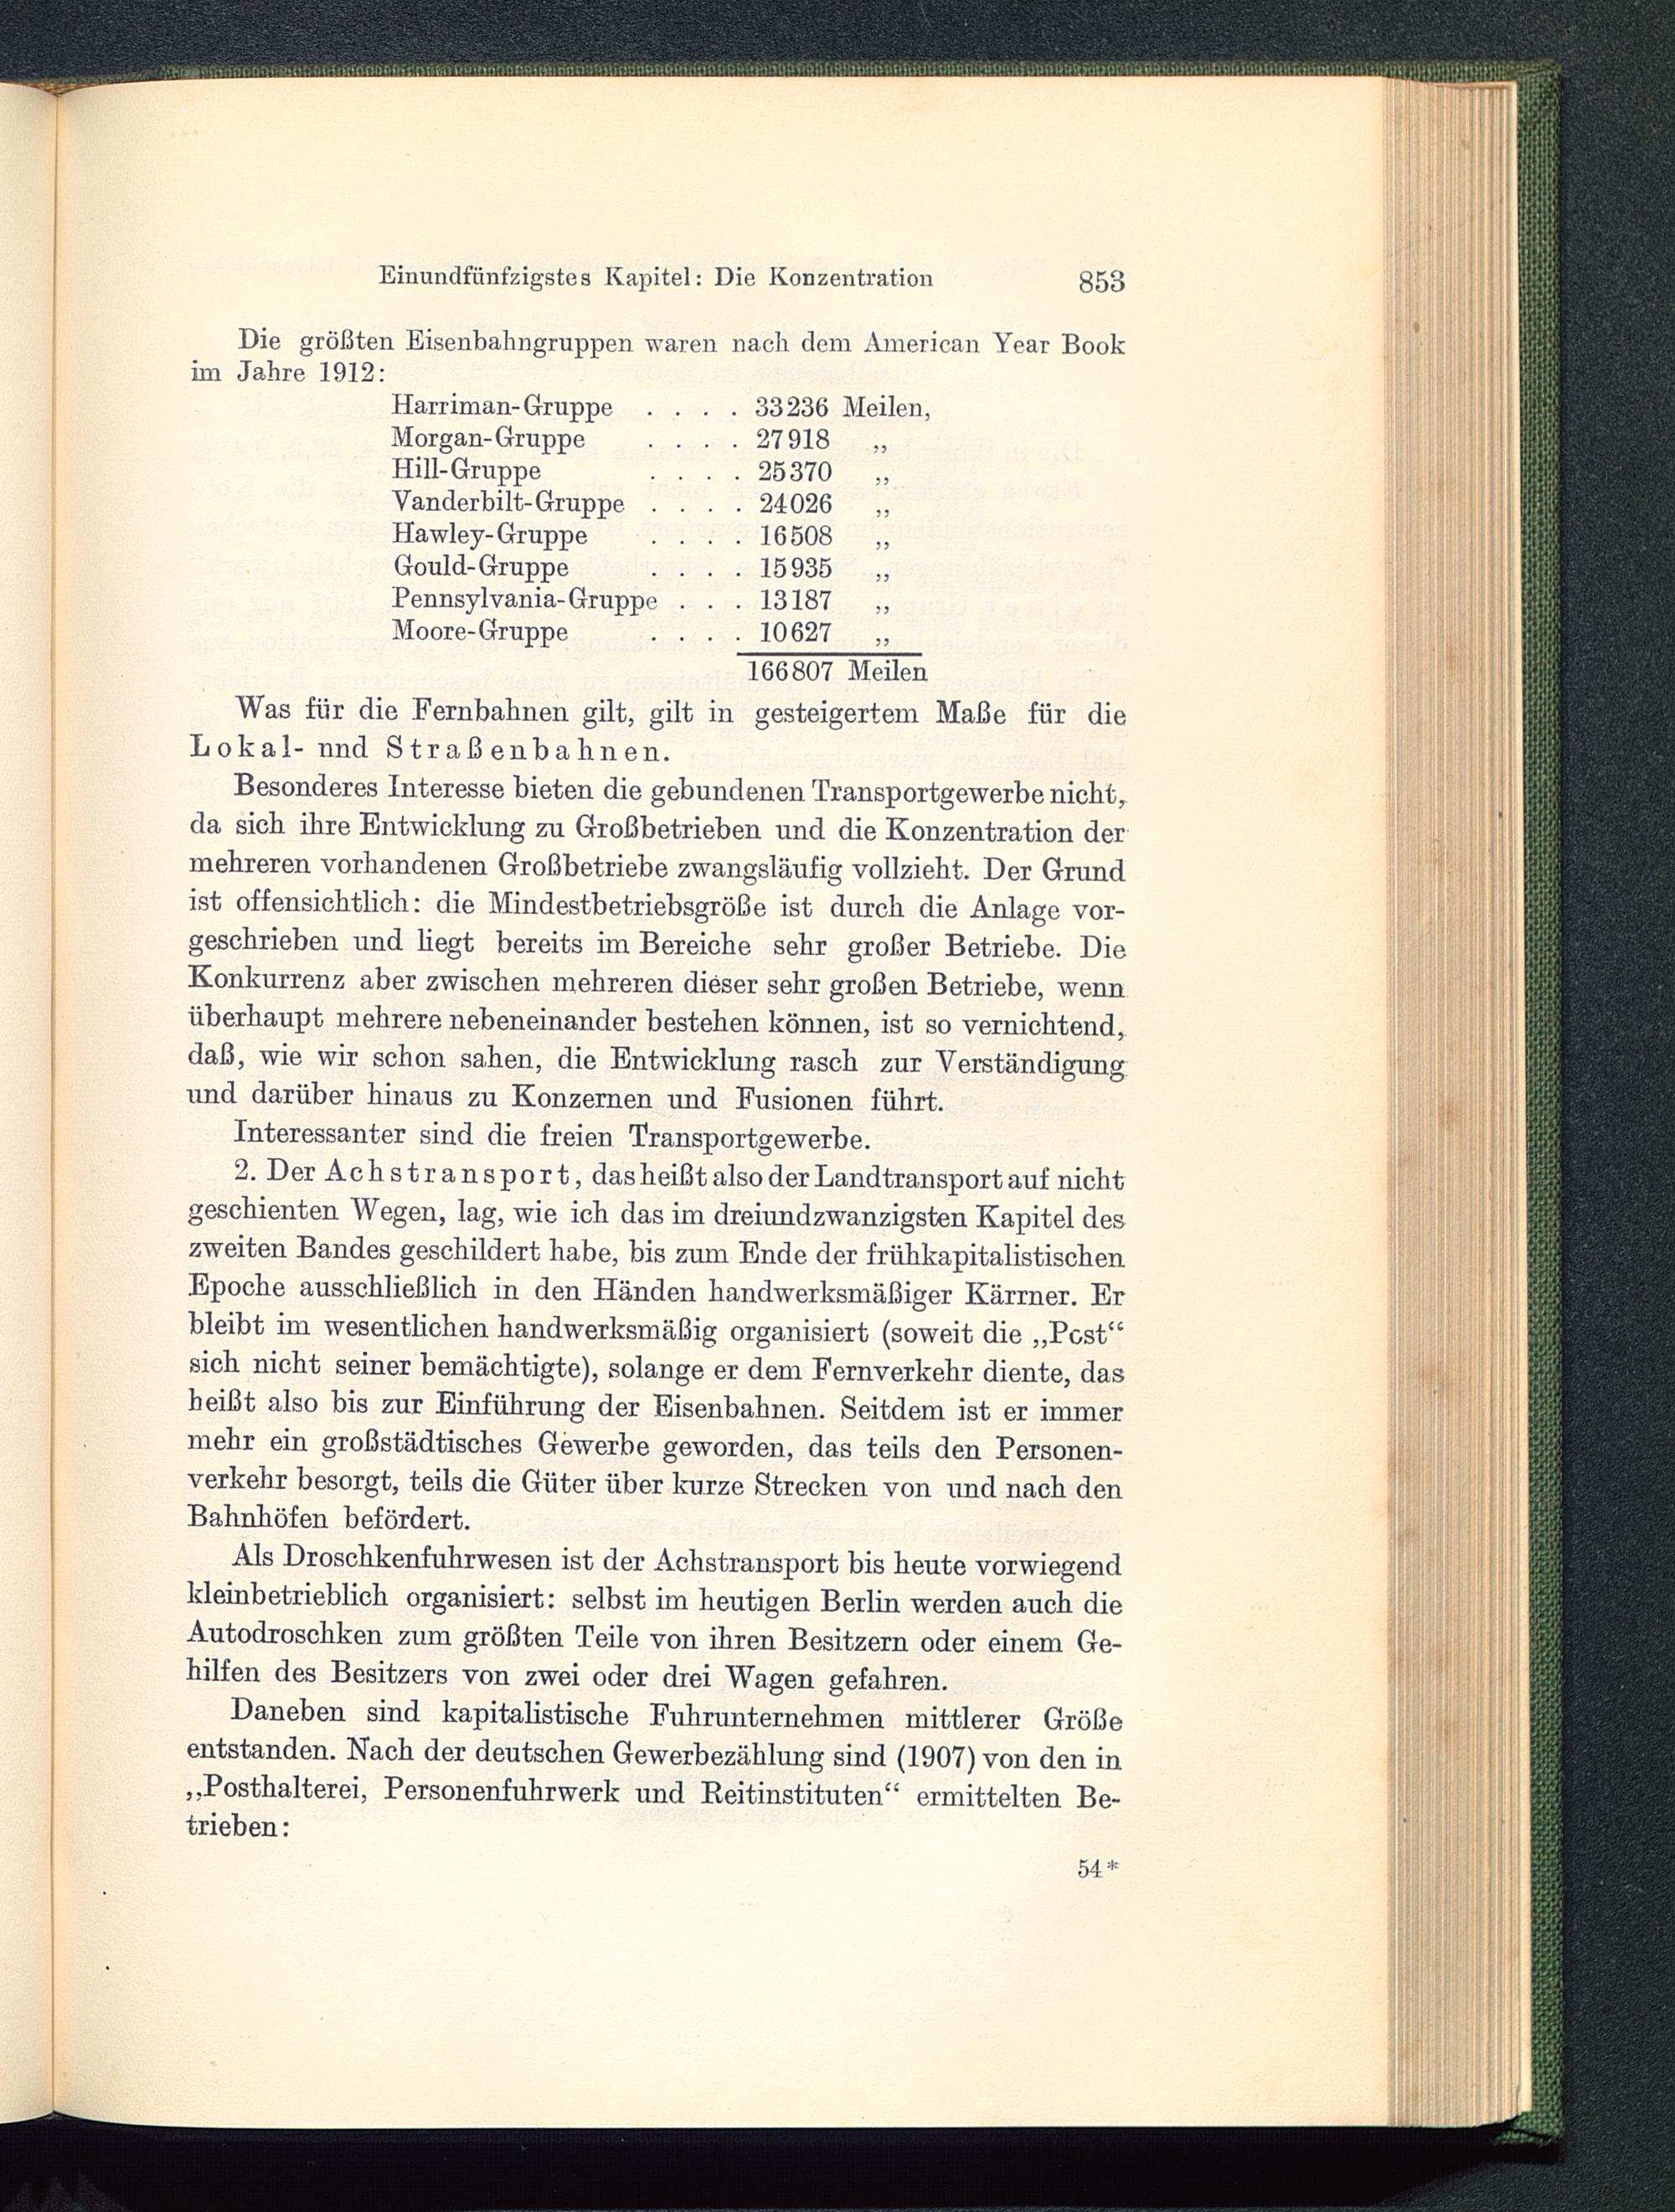 Einundfünfzigstes Kapitel: Die Konzentration 853
Die größten Eisenbahngruppen waren nach dem American Year Book
im Jahre 1912:
Harriman-Gruppe . . . . 33236 Meilen,
Morgan-Gruppe . . . . 27918 „
Hill-Gruppe . . . . 25370 „
Vanderbilt-Gruppe . . . . 24026 „
Hawley-Gruppe . . . . 16508 „
Gould-Gruppe . . . . 15935 „
Pennsylvania-Gruppe . . . 13187 „
Moore-Gruppe . . . . 10627 „
166807 Meilen
Was für die Fernbahnen gilt, gilt in gesteigertem Maße für die
Lokal- nnd Straßenbahnen.
Besonderes Interesse bieten die gebundenen Transportgewerbe nicht,
da sich ihre Entwicklung zu Großbetrieben und die Konzentration der
mehreren vorhandenen Großbetriebe zwangsläufig vollzieht. Der Grund
ist offensichtlich: die Mindestbetriebsgröße ist durch die Anlage vor-
geschrieben und liegt bereits im Bereiche sehr großer Betriebe. Die
Konkurrenz aber zwischen mehreren dieser sehr großen Betriebe, wenn
überhaupt mehrere nebeneinander bestehen können, ist so vernichtend,
daß, wie wir schon sahen, die Entwicklung rasch zur Verständigung
und darüber hinaus zu Konzernen und Fusionen führt.
Interessanter sind die freien Transportgewerbe.
2. Der Achstransport, das heißt also der Landtransport auf nicht
geschienten Wegen, lag, wie ich das im dreiundzwanzigsten Kapitel des
zweiten Bandes geschildert habe, bis zum Ende der frühkapitalistischen
Epoche ausschließlich in den Händen handwerksmäßiger Kärrner. Er
bleibt im wesentlichen handwerksmäßig organisiert (soweit die „Post“
sich nicht seiner bemächtigte), solange er dem Fernverkehr diente, das
heißt also bis zur Einführung der Eisenbahnen. Seitdem ist er immer
mehr ein großstädtisches Gewerbe geworden, das teils den Personen-
verkehr besorgt, teils die Güter über kurze Strecken von und nach den
Bahnhöfen befördert.
Als Droschkenfuhrwesen ist der Achstransport bis heute vorwiegend
kleinbetrieblich organisiert: selbst im heutigen Berlin werden auch die
Autodroschken zum größten Teile von ihren Besitzern oder einem Ge-
hilfen des Besitzers von zwei oder drei Wagen gefahren.
Daneben sind kapitalistische Fuhrunternehmen mittlerer Größe
entstanden. Nach der deutschen Gewerbezählung sind (1907) von den in
„Posthalterei, Personenfuhrwerk und Reitinstituten“ ermittelten Be-
trieben:
54*